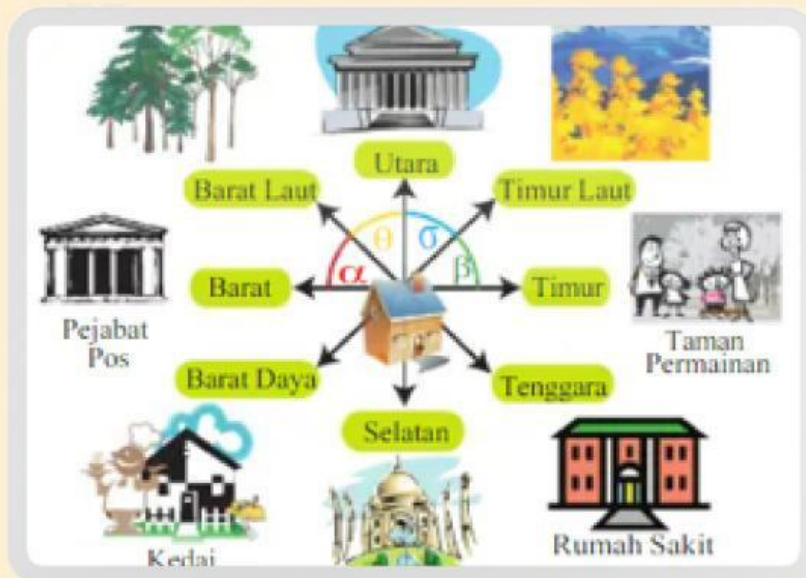 Utara
Barat Laut
Timur Laut
θ
σ
α
β
Barat
Timur
Pejabat
Pos
Taman
Permainan
Barat Daya
Tenggara
Selatan
Kedai
Rumah Sakit